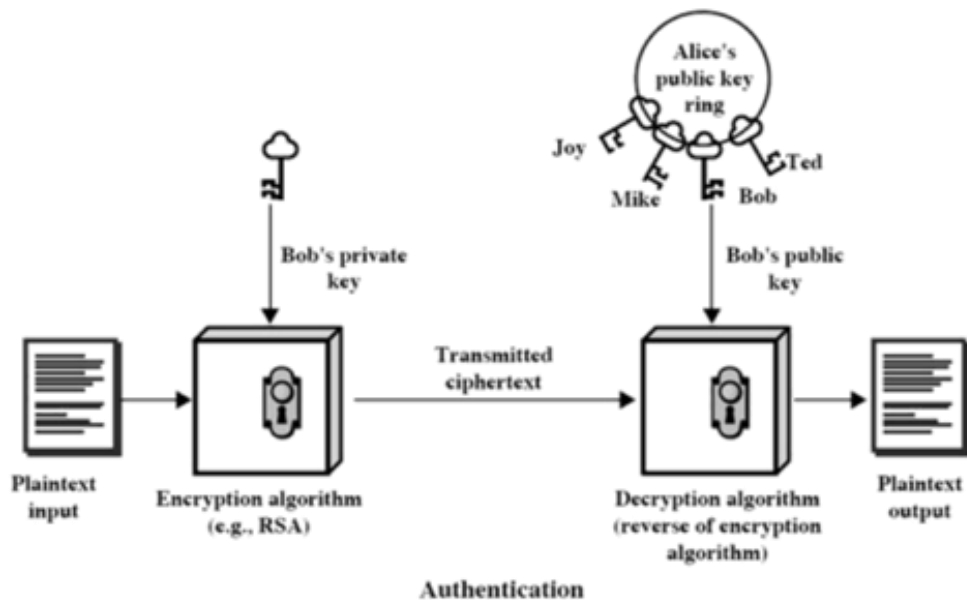 Alice's
public key
ring
Joy
Ted
Mike
Bob
Bob's private
key
Bob's public
key
Transmitted
ciphertext
Plaintext
input
Encryption algorithm
(e.g., RSA)
Decryption algorithm
(reverse of encryption
algorithm)
Plaintext
output
Authentication